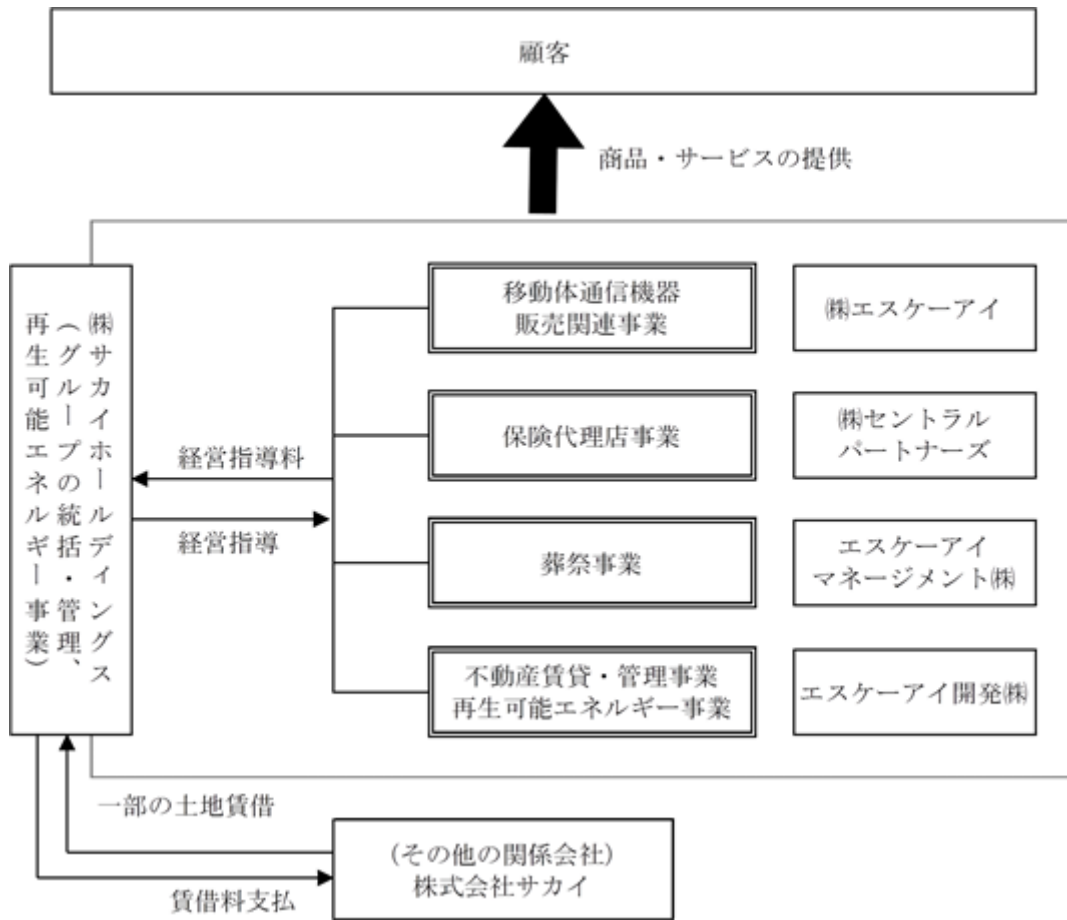 顧客
商品・サービスの提供
㈱サカイホールディングス
(グループの統括・管理、
再生可能エネルギー事業)
経営指導料
経営指導
移動体通信機器
販売関連事業
㈱エスケーアイ
保険代理店事業
㈱セントラル
パートナーズ
葬祭事業
エスケーアイ
マネージメント㈱
不動産賃貸・管理事業
再生可能エネルギー事業
エスケーアイ開発㈱
一部の土地賃借
賃借料支払
(その他の関係会社)
株式会社サカイ